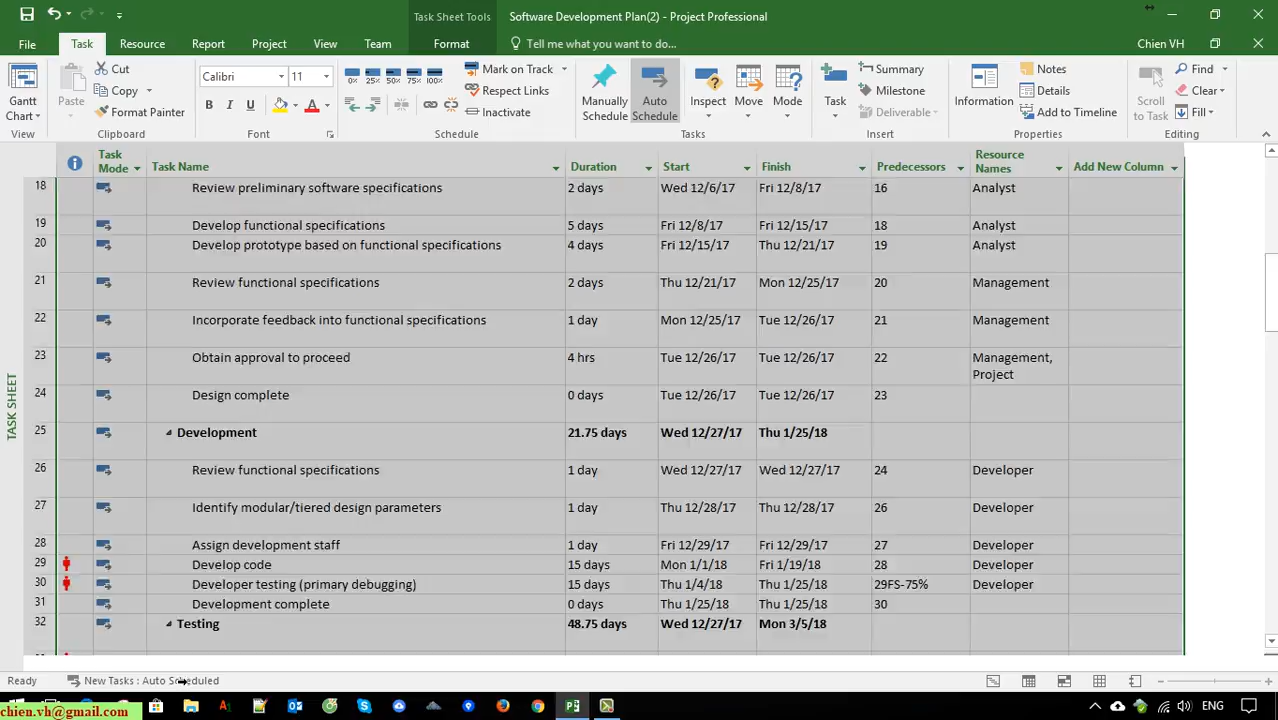 Task Sheet Tools
Software Development Plan(2) - Project Professional
File Task Resource Report Project View Team Format Tell me what you want to do... Chien VH
Gantt Chart
View
Paste
Cut
Copy
Format Painter
Clipboard
Calibri 11
B I U A
Font
0% 25% 50% 75% 100%
Mark on Track
Respect Links
Inactivate
Schedule
Manually Schedule
Auto Schedule
Inspect
Move
Mode
Tasks
Task
Summary
Milestone
Deliverable
Insert
Information
Notes
Details
Add to Timeline
Properties
Scroll to Task
Find
Clear
Fill
Editing
Task Mode Task Name Duration Start Finish Predecessors Resource Names Add New Column
18 Review preliminary software specifications 2 days Wed 12/6/17 Fri 12/8/17 16 Analyst
19 Develop functional specifications 5 days Fri 12/8/17 Fri 12/15/17 18 Analyst
20 Develop prototype based on functional specifications 4 days Fri 12/15/17 Thu 12/21/17 19 Analyst
21 Review functional specifications 2 days Thu 12/21/17 Mon 12/25/17 20 Management
22 Incorporate feedback into functional specifications 1 day Mon 12/25/17 Tue 12/26/17 21 Management
23 Obtain approval to proceed 4 hrs Tue 12/26/17 Tue 12/26/17 22 Management,
Project
24 Design complete 0 days Tue 12/26/17 Tue 12/26/17 23
25 Development 21.75 days Wed 12/27/17 Thu 1/25/18
26 Review functional specifications 1 day Wed 12/27/17 Wed 12/27/17 24 Developer
27 Identify modular/tiered design parameters 1 day Thu 12/28/17 Thu 12/28/17 26 Developer
28 Assign development staff 1 day Fri 12/29/17 Fri 12/29/17 27 Developer
29 Develop code 15 days Mon 1/1/18 Fri 1/19/18 28 Developer
30 Developer testing (primary debugging) 15 days Thu 1/4/18 Thu 1/25/18 29FS-75% Developer
31 Development complete 0 days Thu 1/25/18 Thu 1/25/18 30
32 Testing 48.75 days Wed 12/27/17 Mon 3/5/18
TASK SHEET
Ready New Tasks : Auto Scheduled
chien.vh@gmail.com
ENG